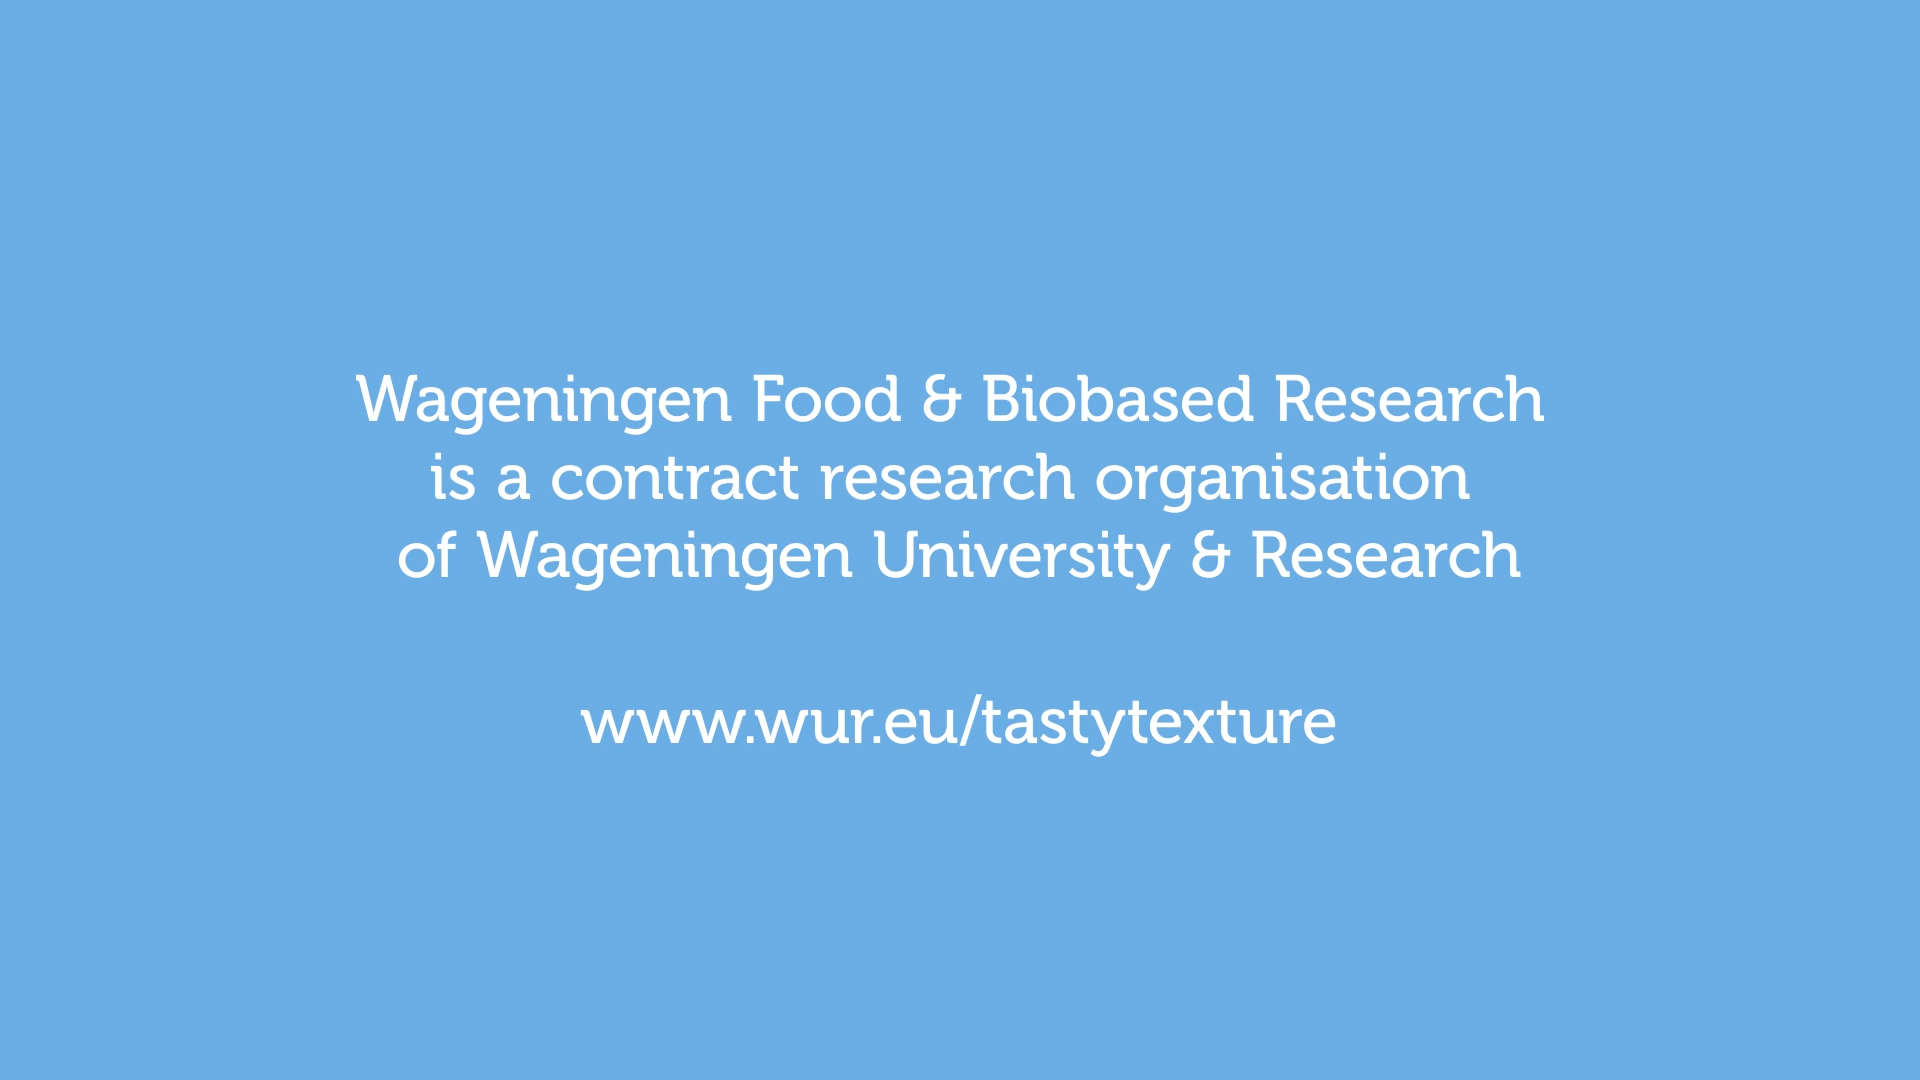 Wageningen Food & Biobased Research
is a contract research organisation
of Wageningen University & Research
www.wur.eu/tastytexture